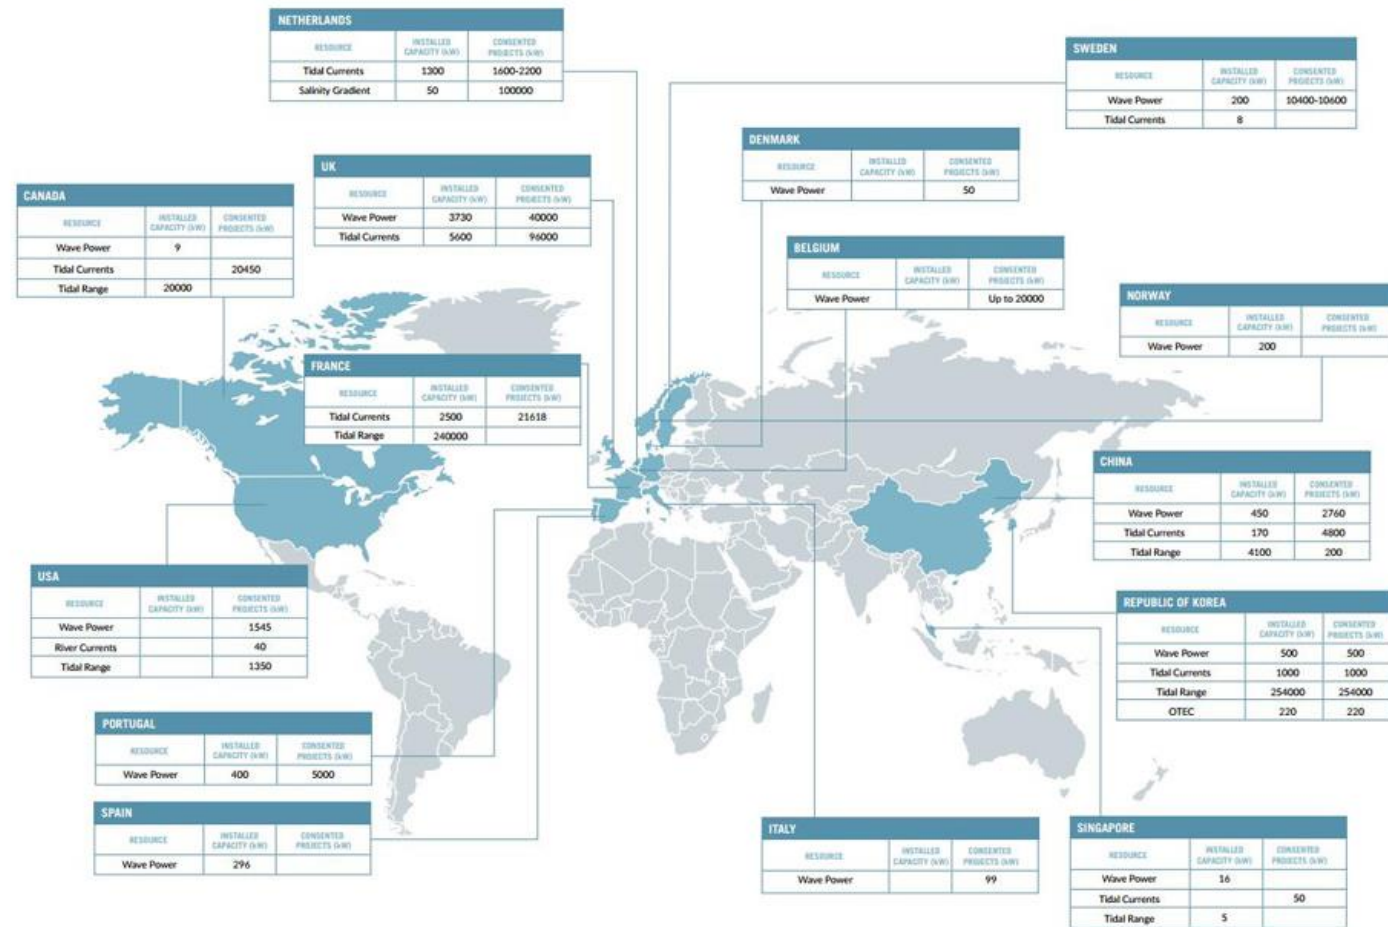 NETHERLANDS
RESOURCE INSTALLED CAPACITY (kW) CONSENTED PROJECTS (kW)
Tidal Currents 1300 1600-2200
Salinity Gradient 50 100000
SWEDEN
RESOURCE INSTALLED CAPACITY (kW) CONSENTED PROJECTS (kW)
Wave Power 200 10400-10600
Tidal Currents 8
DENMARK
RESOURCE INSTALLED CAPACITY (kW) CONSENTED PROJECTS (kW)
Wave Power 50
UK
RESOURCE INSTALLED CAPACITY (kW) CONSENTED PROJECTS (kW)
Wave Power 3730 40000
Tidal Currents 5600 96000
CANADA
RESOURCE INSTALLED CAPACITY (kW) CONSENTED PROJECTS (kW)
Wave Power 9
Tidal Currents 20450
Tidal Range 20000
BELGIUM
RESOURCE INSTALLED CAPACITY (kW) CONSENTED PROJECTS (kW)
Wave Power Up to 20000
NORWAY
RESOURCE INSTALLED CAPACITY (kW) CONSENTED PROJECTS (kW)
Wave Power 200
FRANCE
RESOURCE INSTALLED CAPACITY (kW) CONSENTED PROJECTS (kW)
Tidal Currents 2500 21618
Tidal Range 240000
CHINA
RESOURCE INSTALLED CAPACITY (kW) CONSENTED PROJECTS (kW)
Wave Power 450 2760
Tidal Currents 170 4800
Tidal Range 4100 200
USA
RESOURCE INSTALLED CAPACITY (kW) CONSENTED PROJECTS (kW)
Wave Power 1545
River Currents 40
Tidal Range 1350
REPUBLIC OF KOREA
RESOURCE INSTALLED CAPACITY (kW) CONSENTED PROJECTS (kW)
Wave Power 500 500
Tidal Currents 1000 1000
Tidal Range 254000 254000
OTEC 220 220
PORTUGAL
RESOURCE INSTALLED CAPACITY (kW) CONSENTED PROJECTS (kW)
Wave Power 400 5000
SPAIN
RESOURCE INSTALLED CAPACITY (kW) CONSENTED PROJECTS (kW)
Wave Power 296
ITALY
RESOURCE INSTALLED CAPACITY (kW) CONSENTED PROJECTS (kW)
Wave Power 99
SINGAPORE
RESOURCE INSTALLED CAPACITY (kW) CONSENTED PROJECTS (kW)
Wave Power 16
Tidal Currents 50
Tidal Range 5